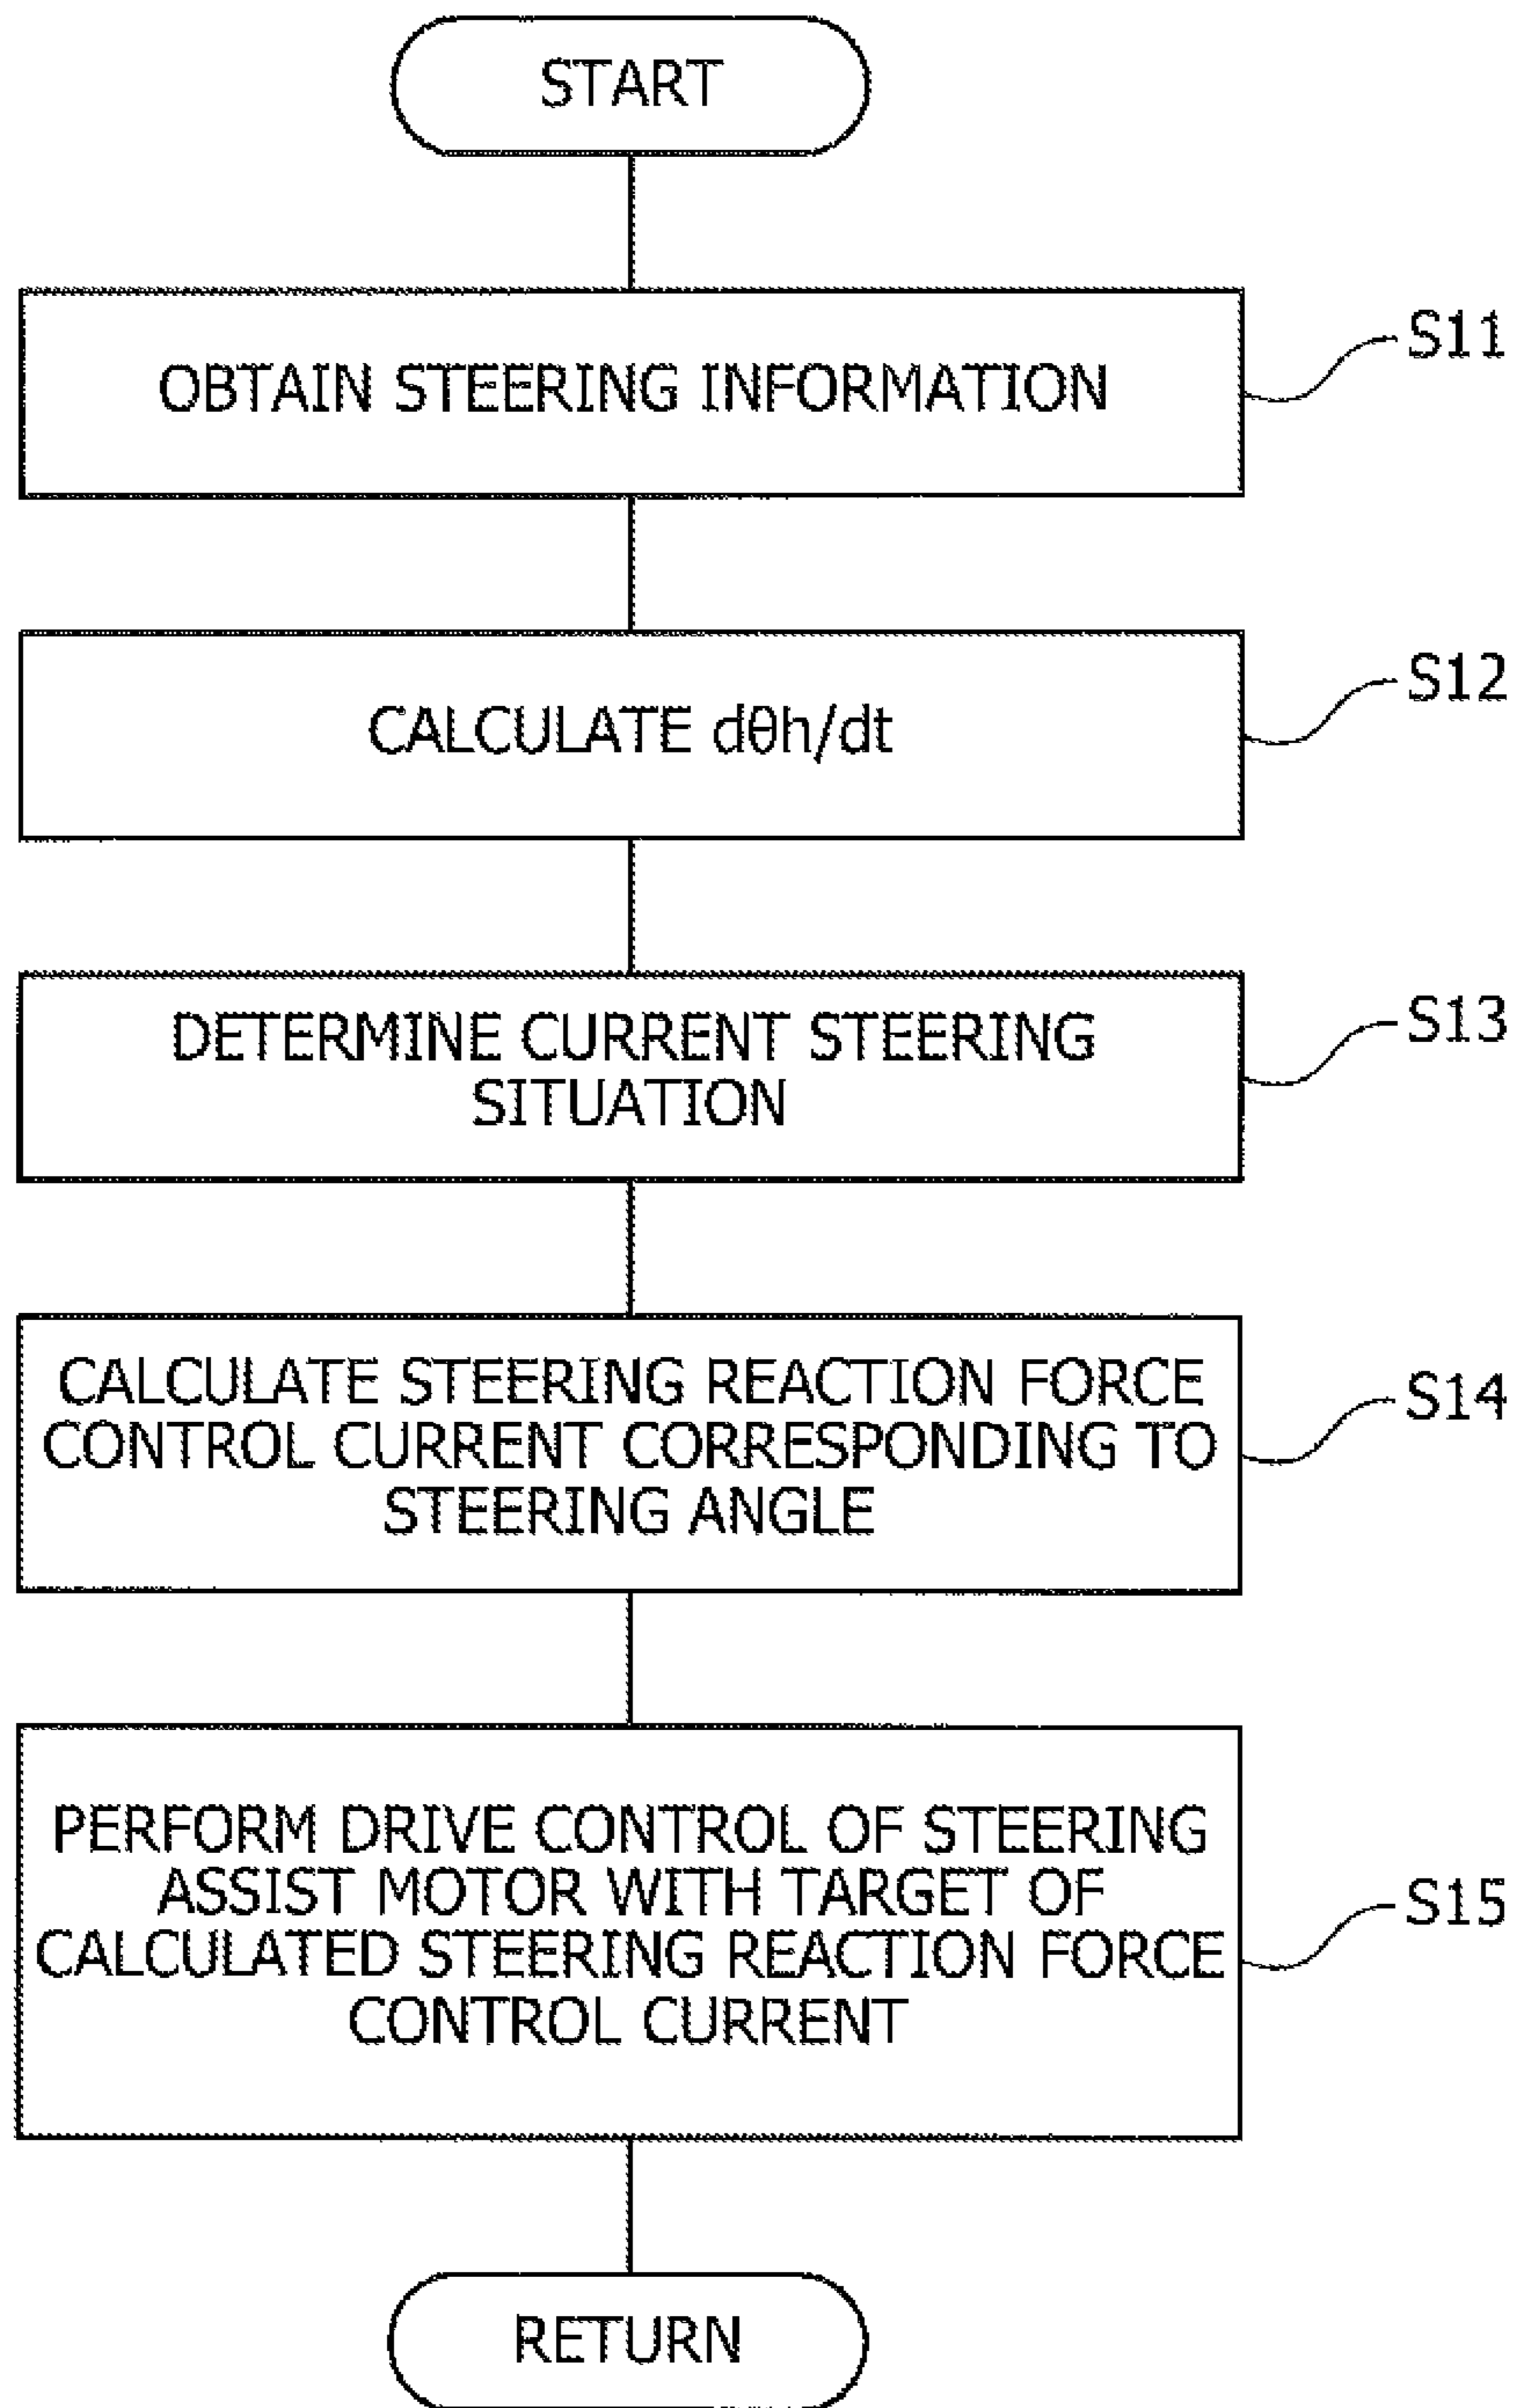 START
OBTAIN STEERING INFORMATION
S11
CALCULATE dθh/dt
S12
DETERMINE CURRENT STEERING
SITUATION
S13
CALCULATE STEERING REACTION FORCE
CONTROL CURRENT CORRESPONDING TO
STEERING ANGLE
S14
PERFORM DRIVE CONTROL OF STEERING
ASSIST MOTOR WITH TARGET OF
CALCULATED STEERING REACTION FORCE
CONTROL CURRENT
S15
RETURN